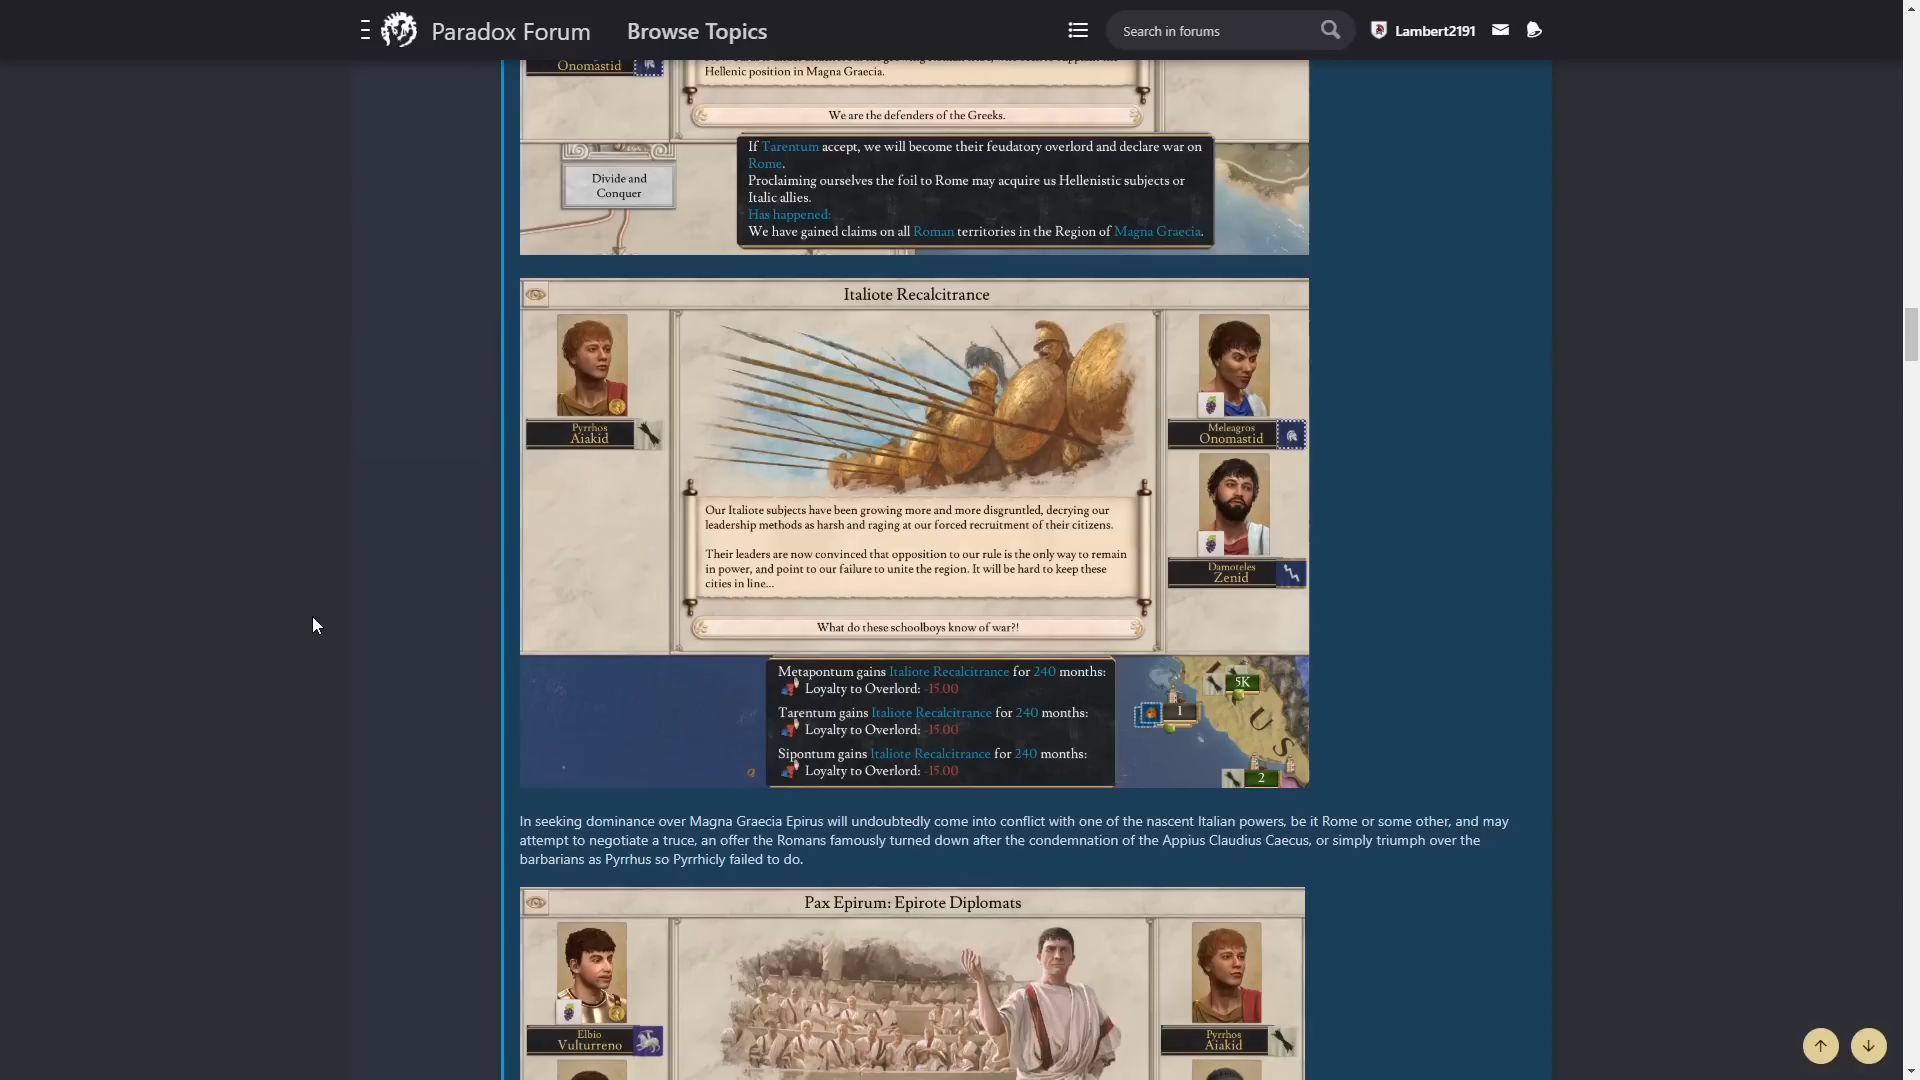 Paradox Forum
Browse Topics
Search in forums
Lambert2191
Onomastid
Hellenic position in Magna Graecia.
We are the defenders of the Greeks.
Divide and
Conquer
If Tarentum accept, we will become their feudatory overlord and declare war on
Rome.
Proclaiming ourselves the foil to Rome may acquire us Hellenistic subjects or
Italic allies.
Has happened:
We have gained claims on all Roman territories in the Region of Magna Graecia.
Italiote Recalcitrance
Pyrrhos
Aiakid
Meleagros
Onomastid
Damoteles
Zenid
Our Italiote subjects have been growing more and more disgruntled, decrying our
leadership methods as harsh and raging at our forced recruitment of their citizens.
Their leaders are now convinced that opposition to our rule is the only way to remain
in power, and point to our failure to unite the region. It will be hard to keep these
cities in line...
What do these schoolboys know of war?!
Metapontum gains Italiote Recalcitrance for 240 months:
Loyalty to Overlord: -15.00
Tarentum gains Italiote Recalcitrance for 240 months:
Loyalty to Overlord: -15.00
Sipontum gains Italiote Recalcitrance for 240 months:
Loyalty to Overlord: -15.00
5K
1
U S
2
In seeking dominance over Magna Graecia Epirus will undoubtedly come into conflict with one of the nascent Italian powers, be it Rome or some other, and may
attempt to negotiate a truce, an offer the Romans famously turned down after the condemnation of the Appius Claudius Caecus, or simply triumph over the
barbarians as Pyrrhus so Pyrrhicly failed to do.
Pax Epirum: Epirote Diplomats
Elbio
Vulturreno
Pyrrhos
Aiakid